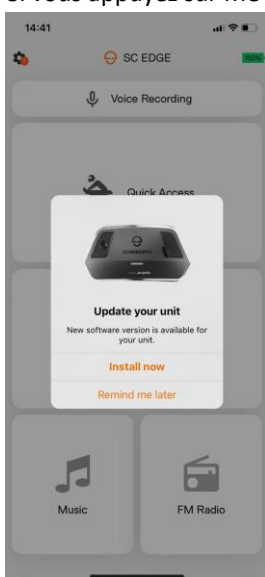 14:41
SC EDGE
100%
Voice Recording
Quick Access
Update your unit
New software version is available for
your unit.
Install now
Remind me later
Music
FM Radio